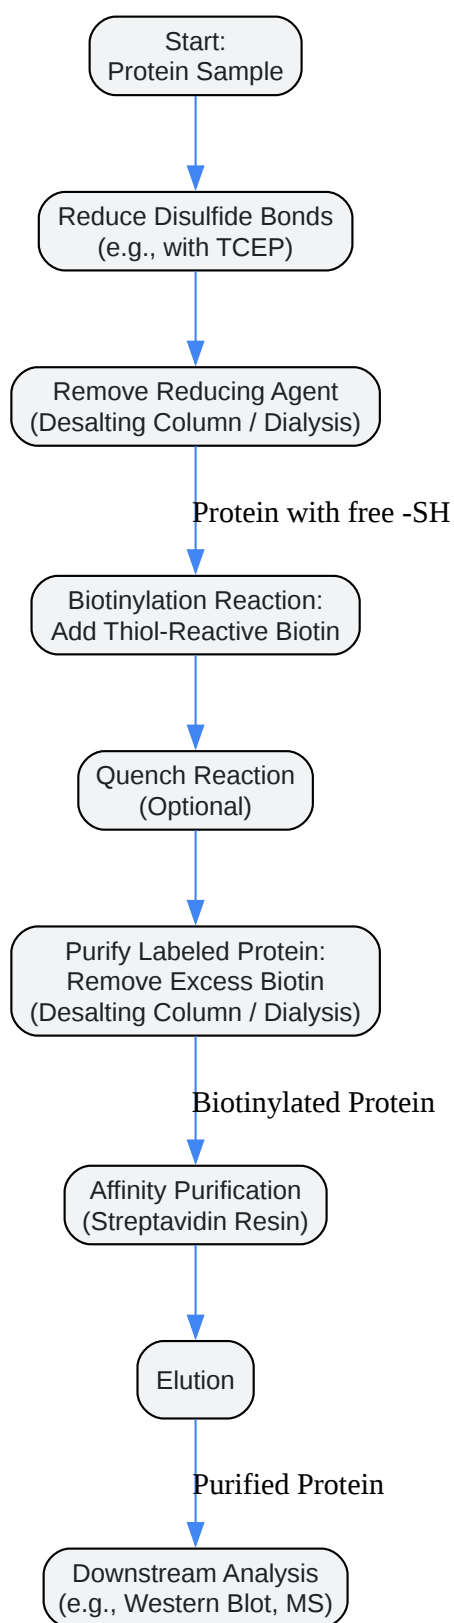 Start:
Protein Sample
Reduce Disulfide Bonds
(e.g., with TCEP)
Remove Reducing Agent
(Desalting Column / Dialysis)
Protein with free -SH
Biotinylation Reaction:
Add Thiol-Reactive Biotin
Quench Reaction
(Optional)
Purify Labeled Protein:
Remove Excess Biotin
(Desalting Column / Dialysis)
Biotinylated Protein
Affinity Purification
(Streptavidin Resin)
Elution
Purified Protein
Downstream Analysis
(e.g., Western Blot, MS)